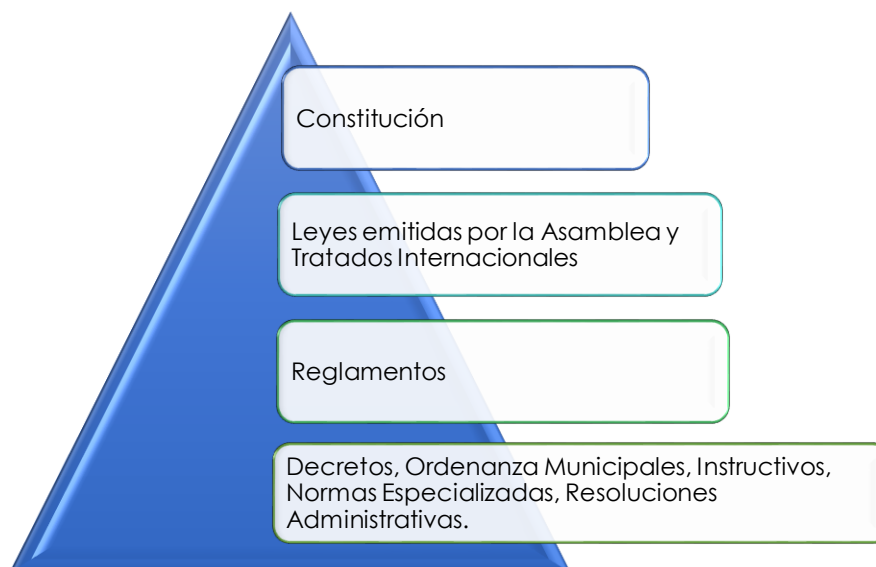 Constitución
Leyes emitidas por la Asamblea y
Tratados Internacionales
Reglamentos
Decretos, Ordenanza Municipales, Instructivos,
Normas Especializadas, Resoluciones
Administrativas.